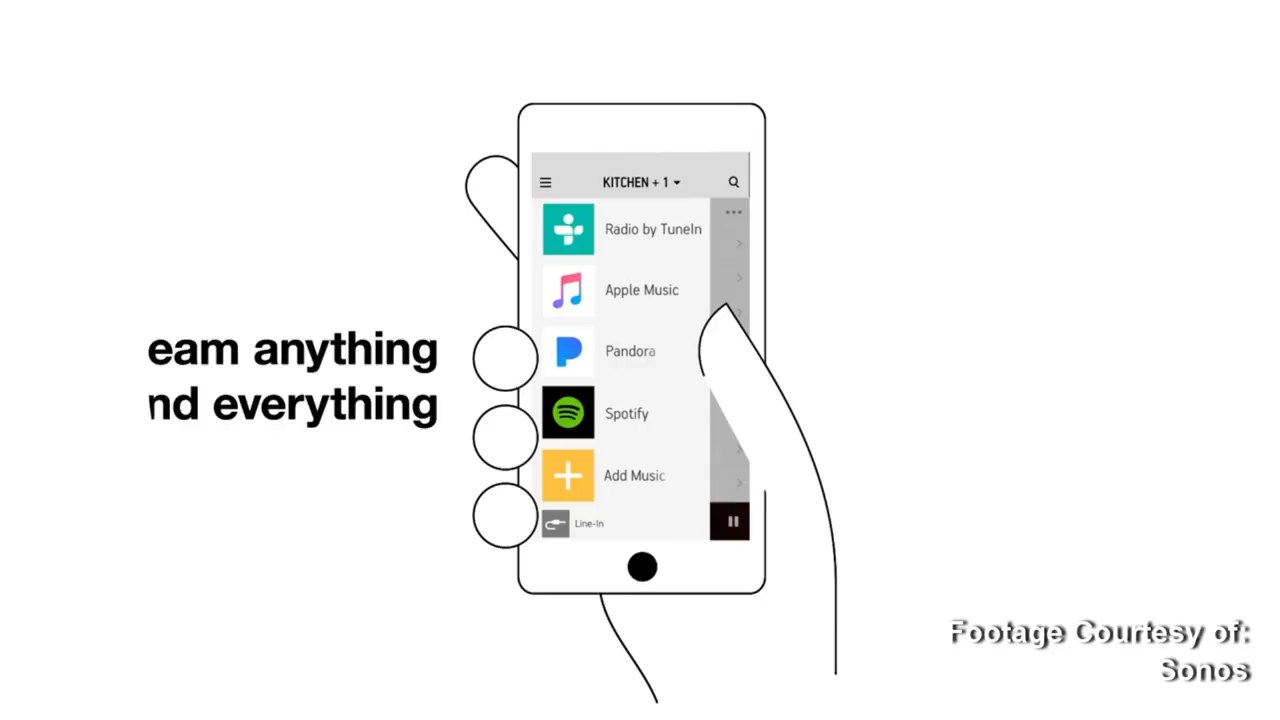 eam anything
nd everything
KITCHEN + 1
Radio by TuneIn
Apple Music
Pandora
Spotify
Add Music
Line-In
Footage Courtesy of:
Sonos